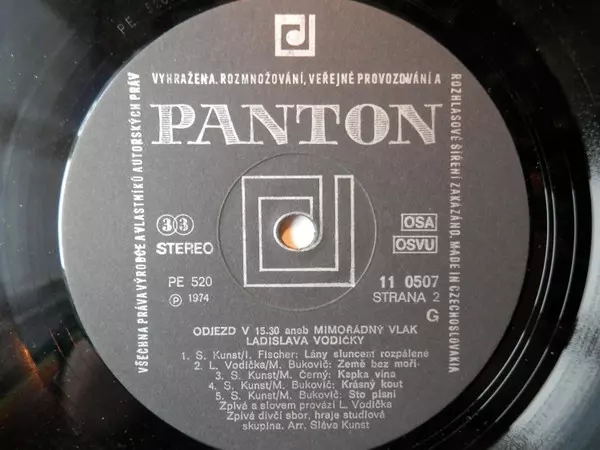 VYHRAŽENA. ROZMNOŽOVÁNÍ, VEŘEJNÉ PROVOZOVÁNÍ A
ROZHLASOVÉ ŠÍŘENÍ ZAKÁZÁNO. MADE IN CZECHOSLOVAKIA
VŠECHNA PRÁVA VÝROBCE A VLASTNÍKŮ AUTORSKÝCH PRÁV
PANTON
33
STEREO
OSA
OSVU
PE 520
11 0507
Ⓟ 1974
STRANA 2
G
ODJEZD V 15.30 anob MIMOŘÁDNÝ VLAK
LADISLAVA VODIČKY
1. S. Kunst/I. Fischer: Lány sluncem rozpálené
2. L. Vodička/M. Bukovič: Země bez moří
3. S. Kunst/M. Černý: Kapka vína
4. S. Kunst/M. Bukovič: Krásný kout
5. S. Kunst/M. Bukovič: Sto písní
Zpívá a slovem provází L. Vodička
Zpívá dívčí sbor, hraje studiová
skupina. Arr. Sláva Kunst